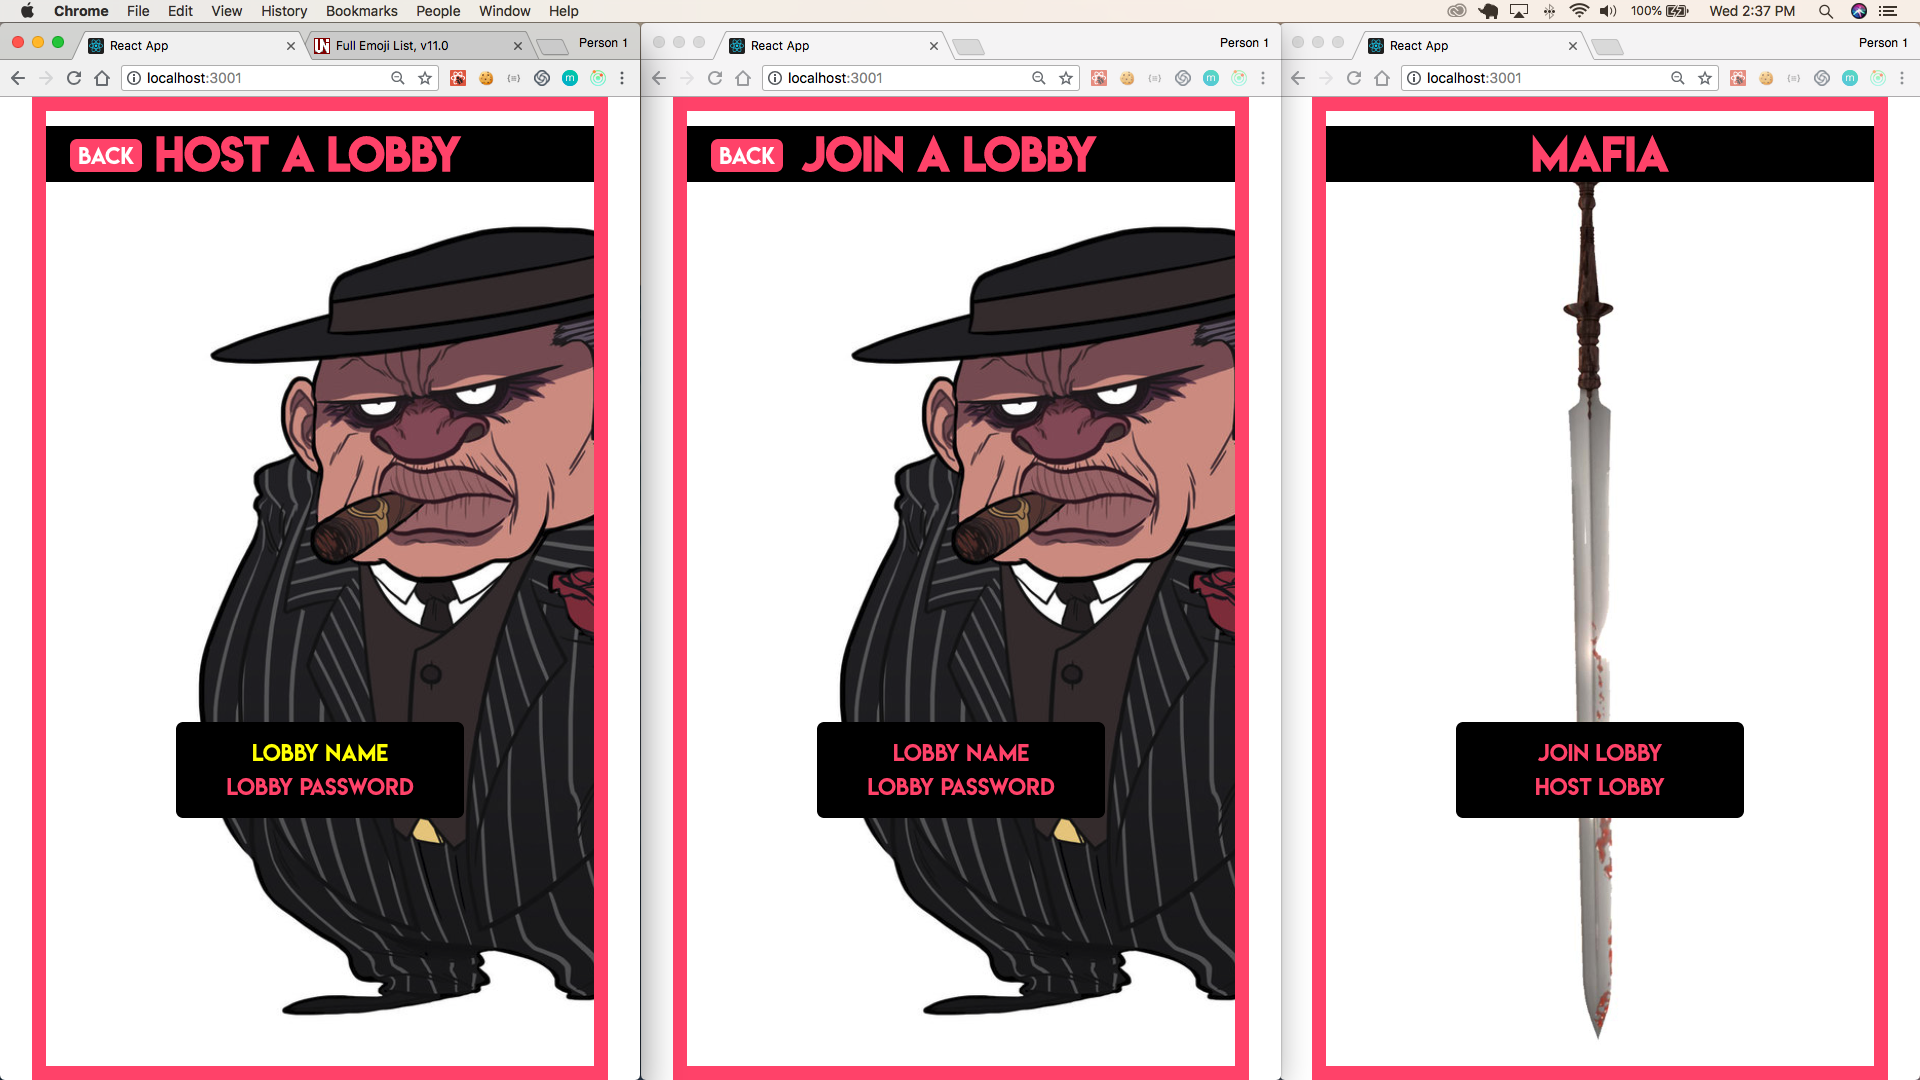 Chrome File Edit View History Bookmarks People Window Help 100% Wed 2:37 PM
React App Full Emoji List, v11.0 Person 1
localhost:3001
BACK HOST A LOBBY
LOBBY NAME
LOBBY PASSWORD
React App Person 1
localhost:3001
BACK JOIN A LOBBY
LOBBY NAME
LOBBY PASSWORD
React App Person 1
localhost:3001
MAFIA
JOIN LOBBY
HOST LOBBY